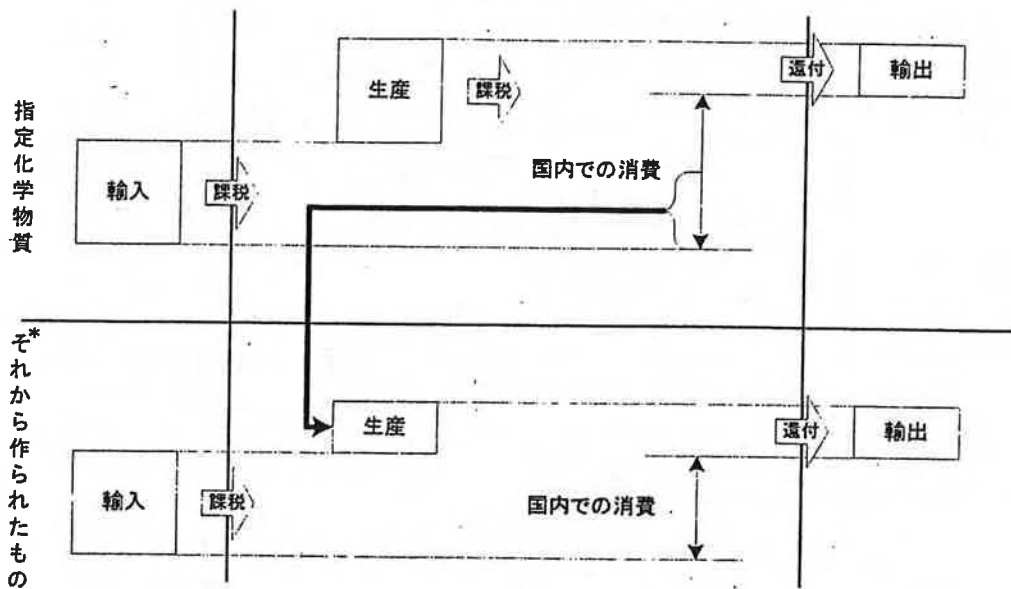 指定化学物質
生産
課税
還付
輸出
輸入
課税
国内での消費
それから作られたもの*
生産
還付
輸出
輸入
課税
国内での消費